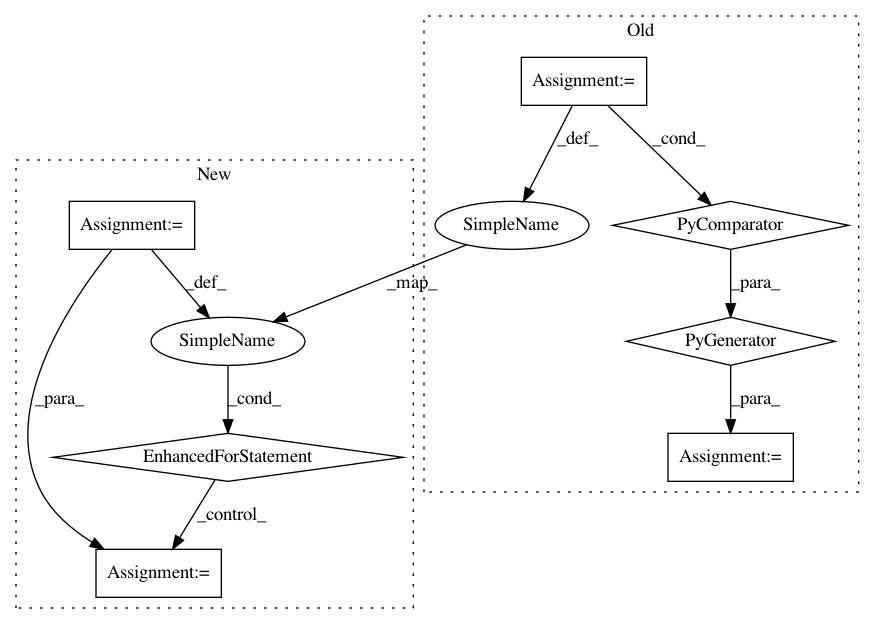 Old
Assignment:=
_def_
_cond_
New
Assignment:=
SimpleName
PyComparator
_def_
_map_
_para_
SimpleName
PyGenerator
_para_
_cond_
_para_
EnhancedForStatement
Assignment:=
_control_
Assignment:=